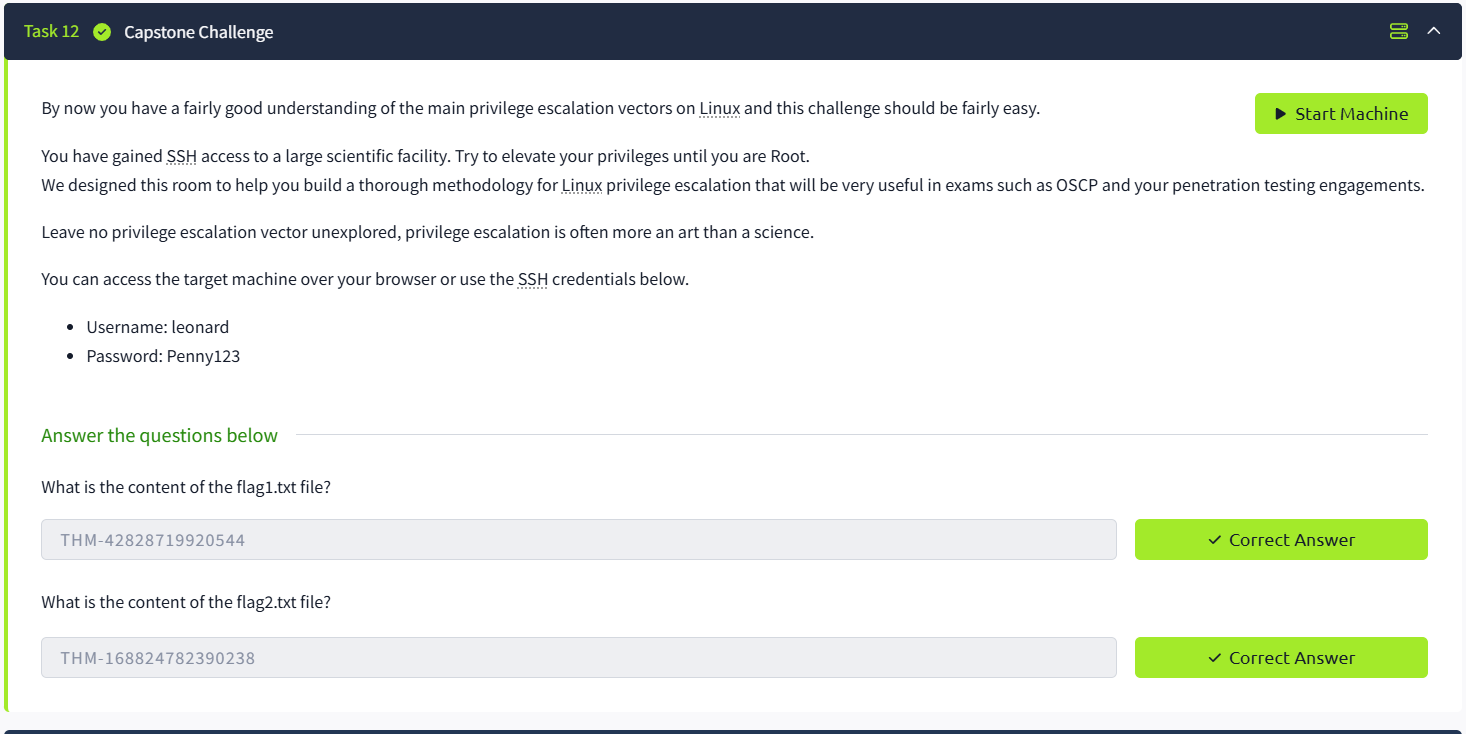 Task 12 Capstone Challenge
By now you have a fairly good understanding of the main privilege escalation vectors on Linux and this challenge should be fairly easy.
Start Machine
You have gained SSH access to a large scientific facility. Try to elevate your privileges until you are Root.
We designed this room to help you build a thorough methodology for Linux privilege escalation that will be very useful in exams such as OSCP and your penetration testing engagements.
Leave no privilege escalation vector unexplored, privilege escalation is often more an art than a science.
You can access the target machine over your browser or use the SSH credentials below.
• Username: leonard
• Password: Penny123
Answer the questions below
What is the content of the flag1.txt file?
THM-42828719920544
Correct Answer
What is the content of the flag2.txt file?
THM-168824782390238
Correct Answer